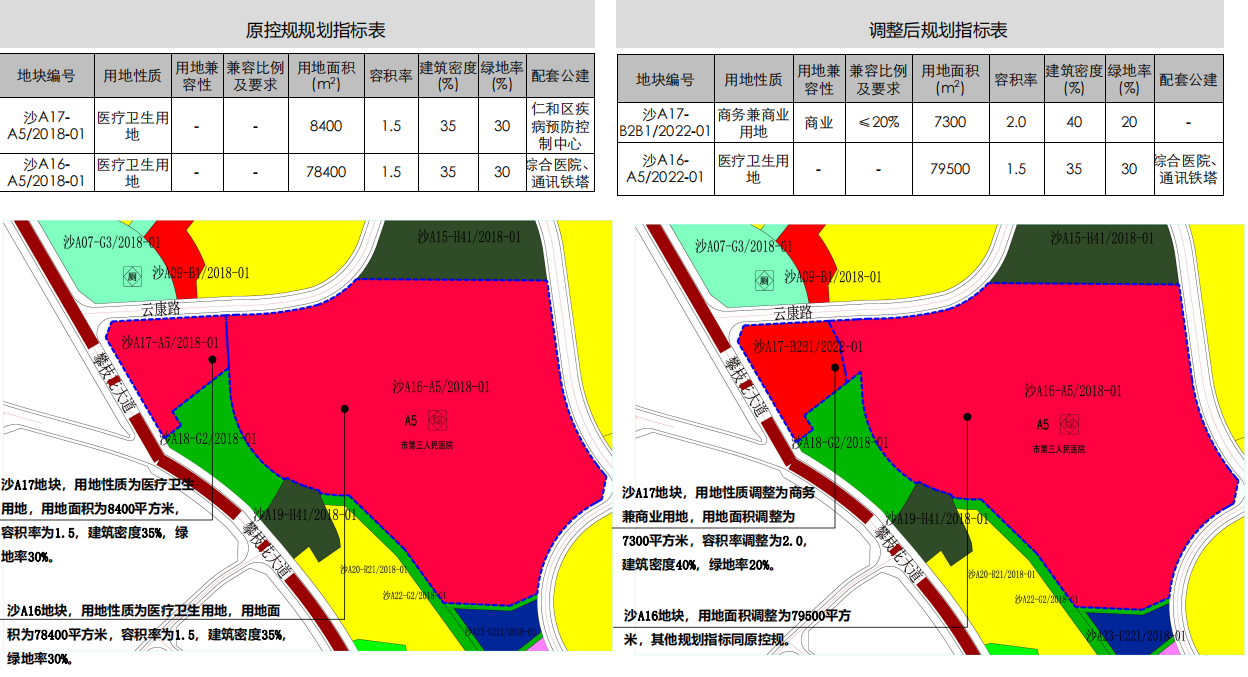 原控规规划指标表
地块编号 用地性质 用地兼容性 兼容比例及要求 用地面积(m²) 容积率 建筑密度(%) 绿地率(%) 配套公建
沙A17-A5/2018-01 医疗卫生用地 - - 8400 1.5 35 30 仁和区疾病预防控制中心
沙A16-A5/2018-01 医疗卫生用地 - - 78400 1.5 35 30 综合医院、通讯铁塔
调整后规划指标表
地块编号 用地性质 用地兼容性 兼容比例及要求 用地面积(m²) 容积率 建筑密度(%) 绿地率(%) 配套公建
沙A17-B2B1/2022-01 商务兼商业用地 商业 ≤20% 7300 2.0 40 20 -
沙A16-A5/2022-01 医疗卫生用地 - - 79500 1.5 35 30 综合医院、通讯铁塔
沙A07-G3/2018-01
沙A15-H41/2018-01
厕
沙A09-B1/2018-01
云康路
沙A17-A5/2018-01
攀枝花大道
沙A16-A5/2018-01
A5
市第三人民医院
沙A18-G2/2018-01
沙A17地块，用地性质为医疗卫生
用地，用地面积为8400平方米，
容积率为1.5，建筑密度35%，绿
地率30%。
沙A19-H41/2018-01
攀枝花大道
沙A20-R21/2018-01
沙A22-G2/2018-01
沙A23-U221/2018-01
沙A16地块，用地性质为医疗卫生用地，用地面
积为78400平方米，容积率为1.5，建筑密度35%，
绿地率30%。
沙A07-G3/2018-01
沙A15-H41/2018-01
厕
沙A09-B1/2018-01
云康路
沙A17-B2B1/2022-01
攀枝花大道
沙A16-A5/2018-01
A5
市第三人民医院
沙A18-G2/2018-01
沙A17地块，用地性质调整为商务
兼商业用地，用地面积调整为
7300平方米，容积率调整为2.0，
建筑密度40%，绿地率20%。
沙A19-H41/2018-01
攀枝花大道
沙A20-R21/2018-01
沙A22-G2/2018-01
沙A23-U221/2018-01
沙A16地块，用地面积调整为79500平方
米，其他规划指标同原控规。